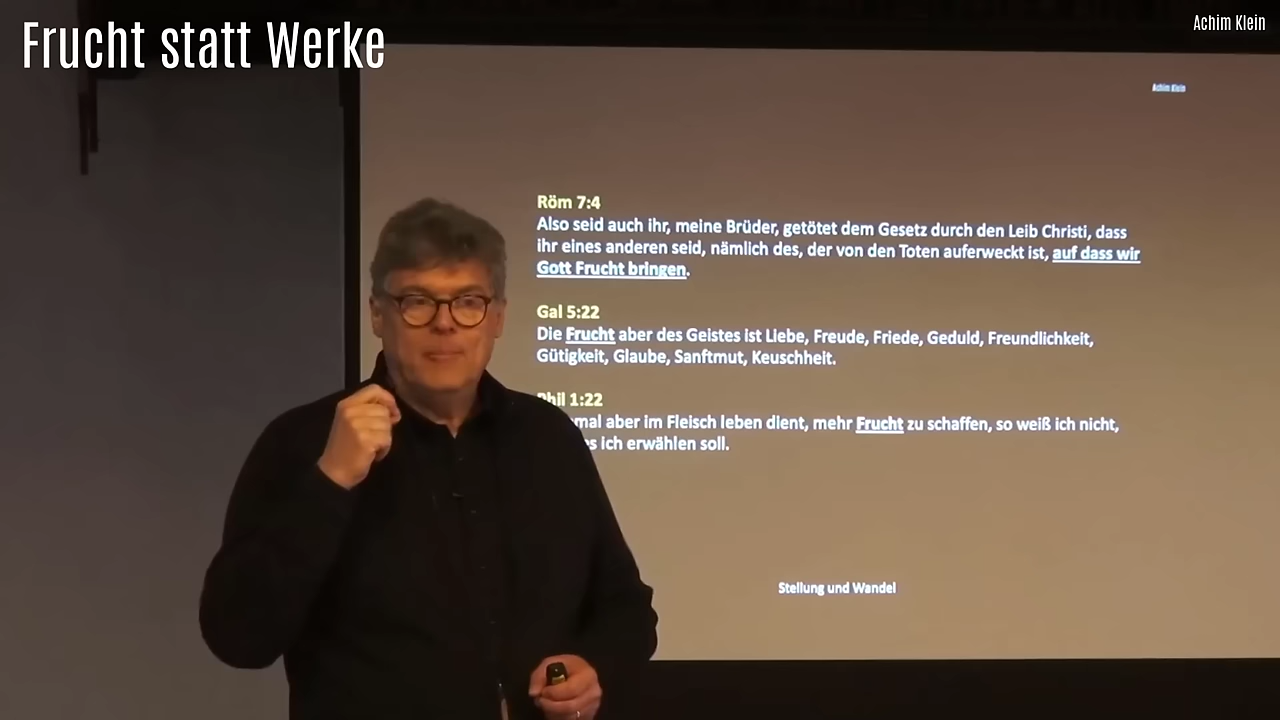 Frucht statt Werke
Achim Klein
Achim Klein
Röm 7:4
Also seid auch ihr, meine Brüder, getötet dem Gesetz durch den Leib Christi, dass
ihr eines anderen seid, nämlich des, der von den Toten auferweckt ist, auf dass wir
Gott Frucht bringen.
Gal 5:22
Die Frucht aber des Geistes ist Liebe, Freude, Friede, Geduld, Freundlichkeit,
Gütigkeit, Glaube, Sanftmut, Keuschheit.
Phil 1:22
mal aber im Fleisch leben dient, mehr Frucht zu schaffen, so weiß ich nicht,
es ich erwählen soll.
Stellung und Wandel